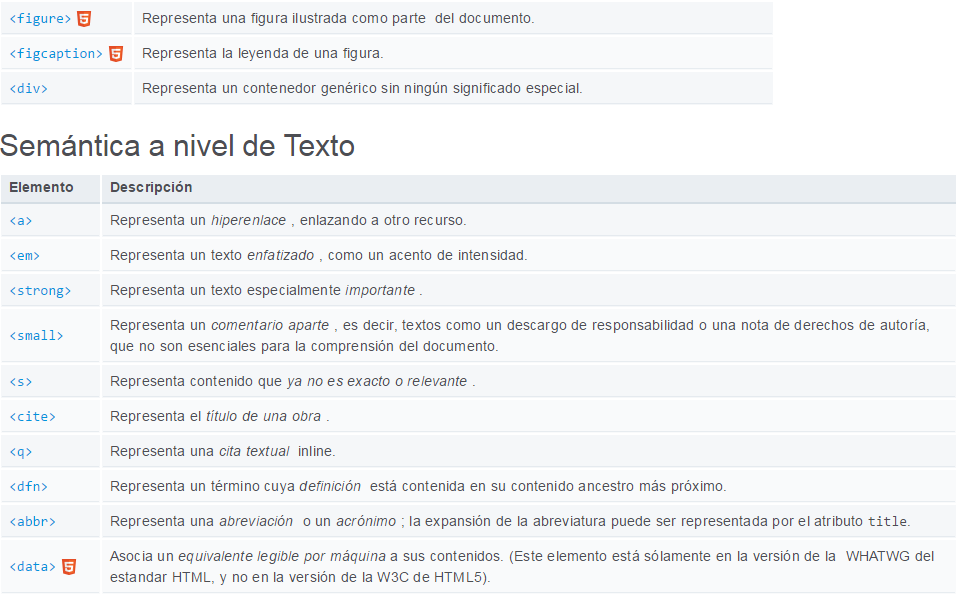 <figure> Representa una figura ilustrada como parte del documento.
<figcaption> Representa la leyenda de una figura.
<div> Representa un contenedor genérico sin ningún significado especial.
Semántica a nivel de Texto
Elemento Descripción
<a> Representa un hiperenlace , enlazando a otro recurso.
<em> Representa un texto enfatizado , como un acento de intensidad.
<strong> Representa un texto especialmente importante .
<small> Representa un comentario aparte , es decir, textos como un descargo de responsabilidad o una nota de derechos de autoría,
que no son esenciales para la comprensión del documento.
<s> Representa contenido que ya no es exacto o relevante .
<cite> Representa el título de una obra .
<q> Representa una cita textual inline.
<dfn> Representa un término cuya definición está contenida en su contenido ancestro más próximo.
<abbr> Representa una abreviación o un acrónimo ; la expansión de la abreviatura puede ser representada por el atributo title.
<data> Asocia un equivalente legible por máquina a sus contenidos. (Este elemento está sólamente en la versión de la WHATWG del
estandar HTML, y no en la versión de la W3C de HTML5).